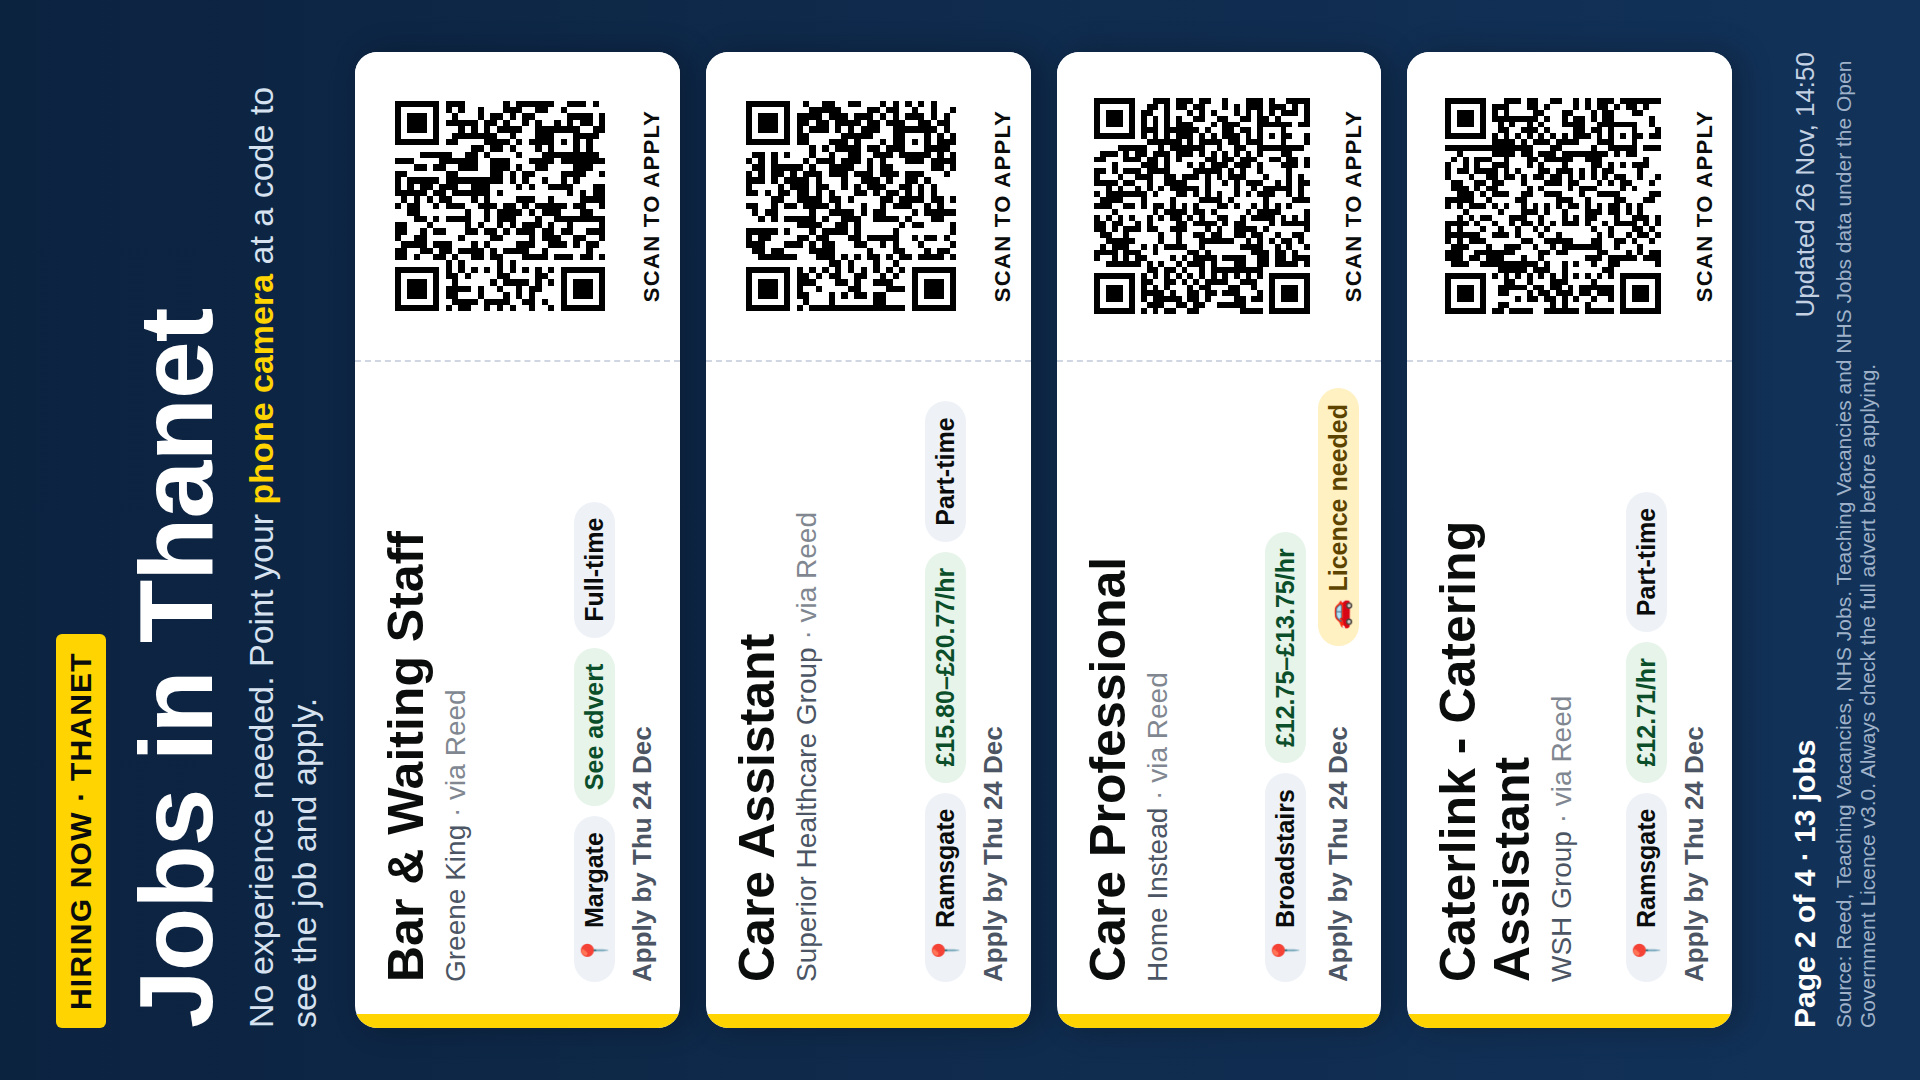 HIRING NOW · THANET
Jobs in Thanet
No experience needed. Point your phone camera at a code to
see the job and apply.
Bar & Waiting Staff
Greene King · via Reed
📍 Margate
See advert
Full-time
Apply by Thu 24 Dec
SCAN TO APPLY
Care Assistant
Superior Healthcare Group · via Reed
📍 Ramsgate
£15.80–£20.77/hr
Part-time
Apply by Thu 24 Dec
SCAN TO APPLY
Care Professional
Home Instead · via Reed
📍 Broadstairs
£12.75–£13.75/hr
Apply by Thu 24 Dec
🚗 Licence needed
SCAN TO APPLY
Caterlink - Catering
Assistant
WSH Group · via Reed
📍 Ramsgate
£12.71/hr
Part-time
Apply by Thu 24 Dec
SCAN TO APPLY
Page 2 of 4 · 13 jobs
Updated 26 Nov, 14:50
Source: Reed, Teaching Vacancies, NHS Jobs. Teaching Vacancies and NHS Jobs data under the Open
Government Licence v3.0. Always check the full advert before applying.